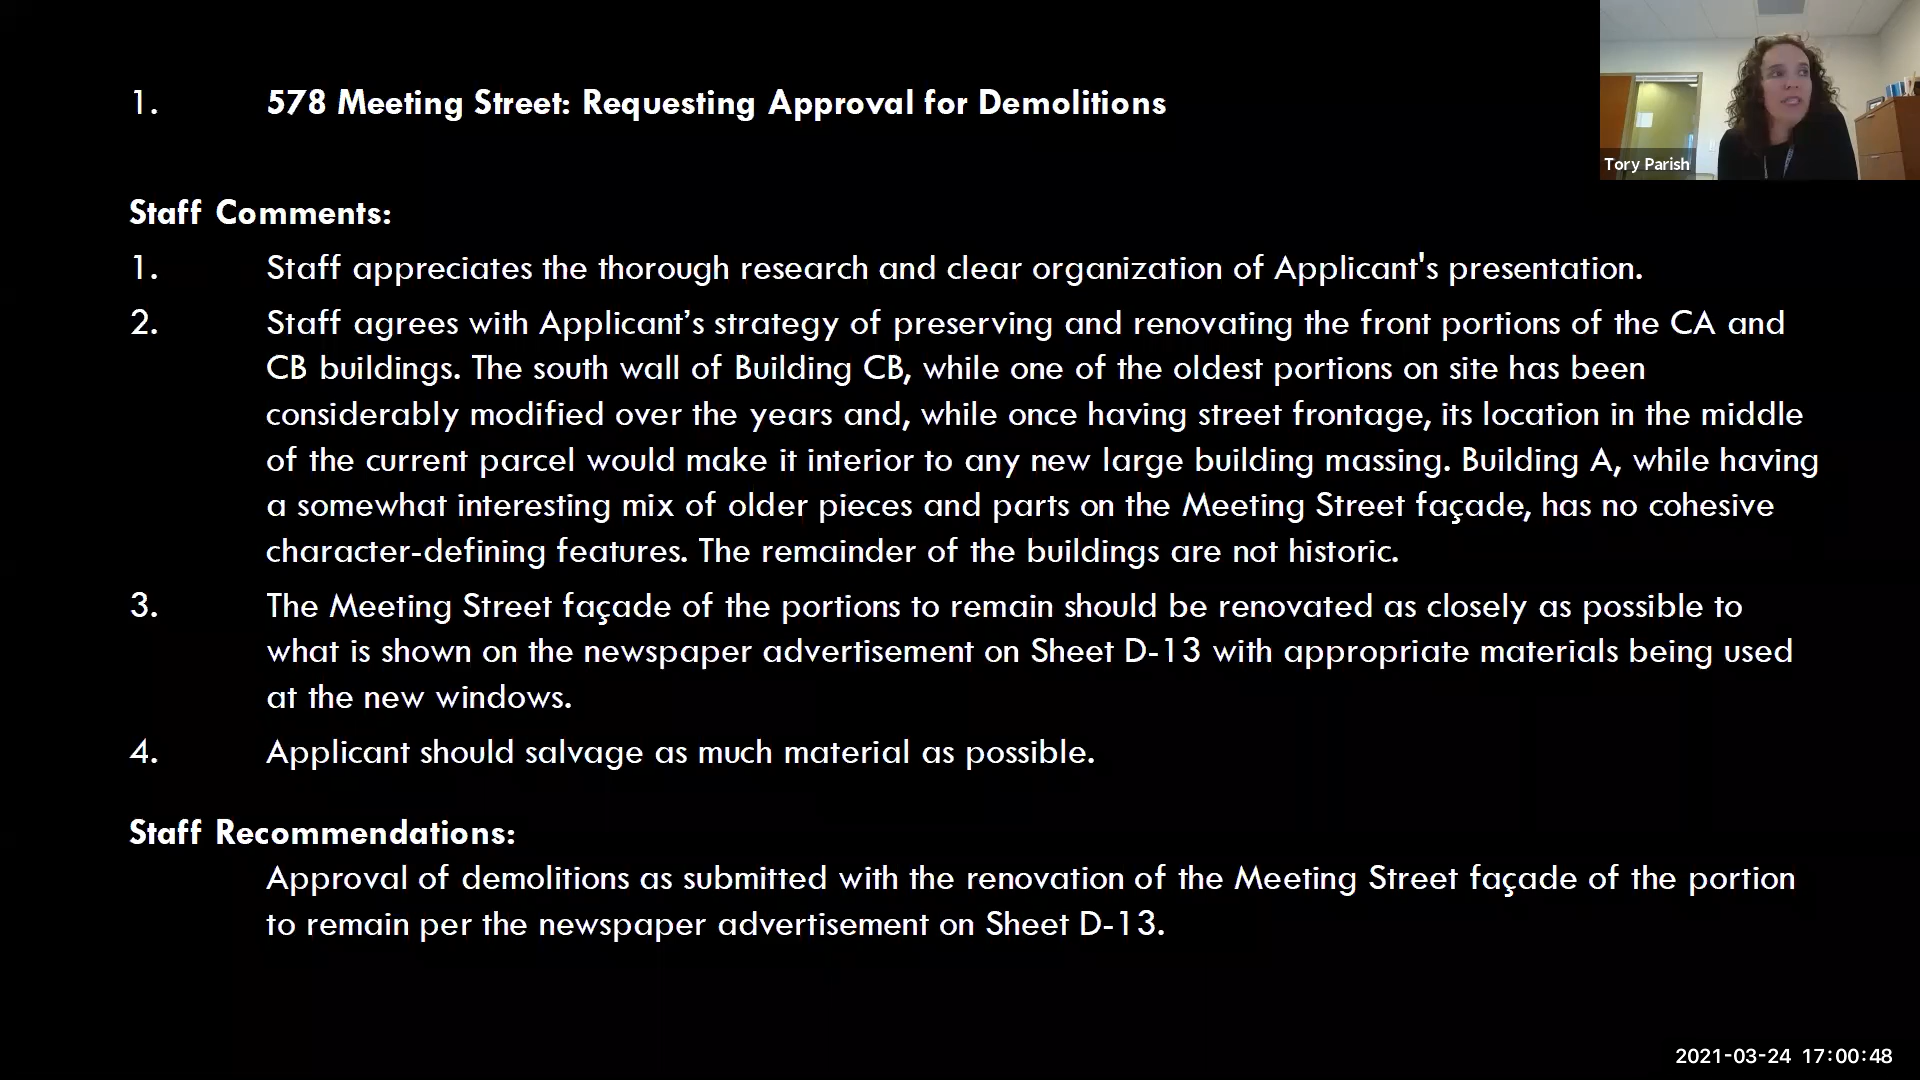 1. 578 Meeting Street: Requesting Approval for Demolitions
Tory Parish
Staff Comments:
1. Staff appreciates the thorough research and clear organization of Applicant's presentation.
2. Staff agrees with Applicant’s strategy of preserving and renovating the front portions of the CA and
CB buildings. The south wall of Building CB, while one of the oldest portions on site has been
considerably modified over the years and, while once having street frontage, its location in the middle
of the current parcel would make it interior to any new large building massing. Building A, while having
a somewhat interesting mix of older pieces and parts on the Meeting Street façade, has no cohesive
character-defining features. The remainder of the buildings are not historic.
3. The Meeting Street façade of the portions to remain should be renovated as closely as possible to
what is shown on the newspaper advertisement on Sheet D-13 with appropriate materials being used
at the new windows.
4. Applicant should salvage as much material as possible.
Staff Recommendations:
Approval of demolitions as submitted with the renovation of the Meeting Street façade of the portion
to remain per the newspaper advertisement on Sheet D-13.
2021-03-24 17:00:48